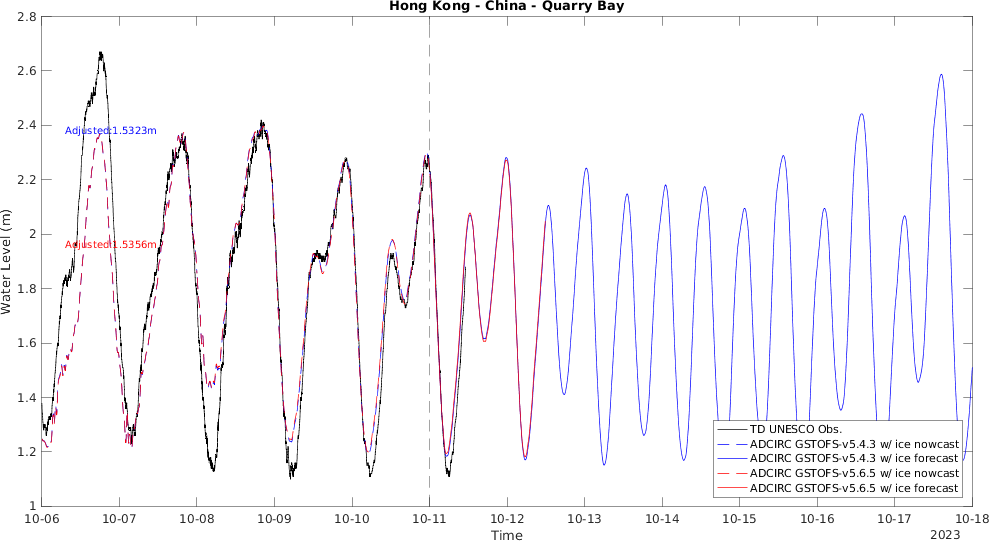 Hong Kong - China - Quarry Bay
2.8
2.6
2.4
2.2
2
1.8
1.6
1.4
1.2
1
Water Level (m)
Adjusted:1.5323m
Adjusted:1.5356m
TD UNESCO Obs.
ADCIRC GSTOFS-v5.4.3 w/ ice nowcast
ADCIRC GSTOFS-v5.4.3 w/ ice forecast
ADCIRC GSTOFS-v5.6.5 w/ ice nowcast
ADCIRC GSTOFS-v5.6.5 w/ ice forecast
10-06 10-07 10-08 10-09 10-10 10-11 10-12 10-13 10-14 10-15 10-16 10-17 10-18
Time
2023